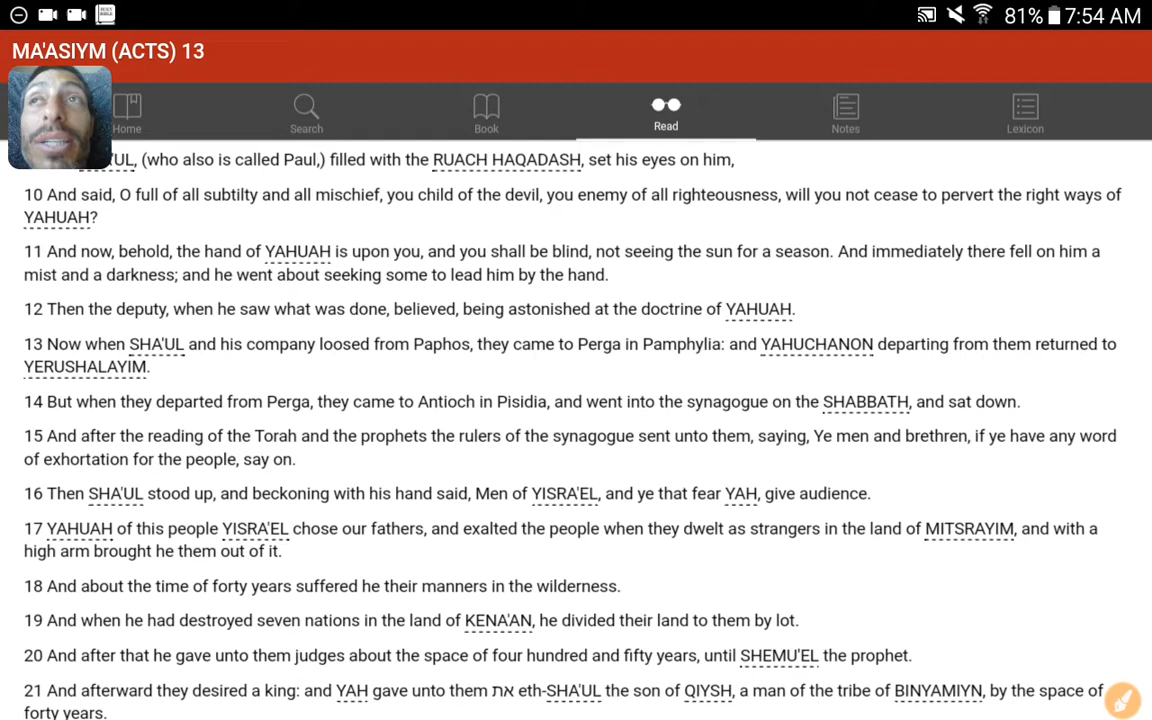 81% 7:54 AM
MA'ASIYM (ACTS) 13
Home
Search
Book
Read
Notes
Lexicon
'UL, (who also is called Paul,) filled with the RUACH HAQADASH, set his eyes on him,
10 And said, O full of all subtilty and all mischief, you child of the devil, you enemy of all righteousness, will you not cease to pervert the right ways of
YAHUAH?
11 And now, behold, the hand of YAHUAH is upon you, and you shall be blind, not seeing the sun for a season. And immediately there fell on him a
mist and a darkness; and he went about seeking some to lead him by the hand.
12 Then the deputy, when he saw what was done, believed, being astonished at the doctrine of YAHUAH.
13 Now when SHA'UL and his company loosed from Paphos, they came to Perga in Pamphylia: and YAHUCHANON departing from them returned to
YERUSHALAYIM.
14 But when they departed from Perga, they came to Antioch in Pisidia, and went into the synagogue on the SHABBATH, and sat down.
15 And after the reading of the Torah and the prophets the rulers of the synagogue sent unto them, saying, Ye men and brethren, if ye have any word
of exhortation for the people, say on.
16 Then SHA'UL stood up, and beckoning with his hand said, Men of YISRA'EL, and ye that fear YAH, give audience.
17 YAHUAH of this people YISRA'EL chose our fathers, and exalted the people when they dwelt as strangers in the land of MITSRAYIM, and with a
high arm brought he them out of it.
18 And about the time of forty years suffered he their manners in the wilderness.
19 And when he had destroyed seven nations in the land of KENA'AN, he divided their land to them by lot.
20 And after that he gave unto them judges about the space of four hundred and fifty years, until SHEMU'EL the prophet.
21 And afterward they desired a king: and YAH gave unto them את eth-SHA'UL the son of QIYSH, a man of the tribe of BINYAMIYN, by the space of
forty years.